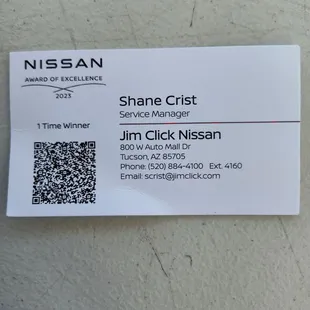 NISSAN
AWARD OF EXCELLENCE
2023
1 Time Winner
Shane Crist
Service Manager
Jim Click Nissan
800 W Auto Mall Dr
Tucson, AZ 85705
Phone: (520) 884-4100 Ext. 4160
Email: scrist@jimclick.com